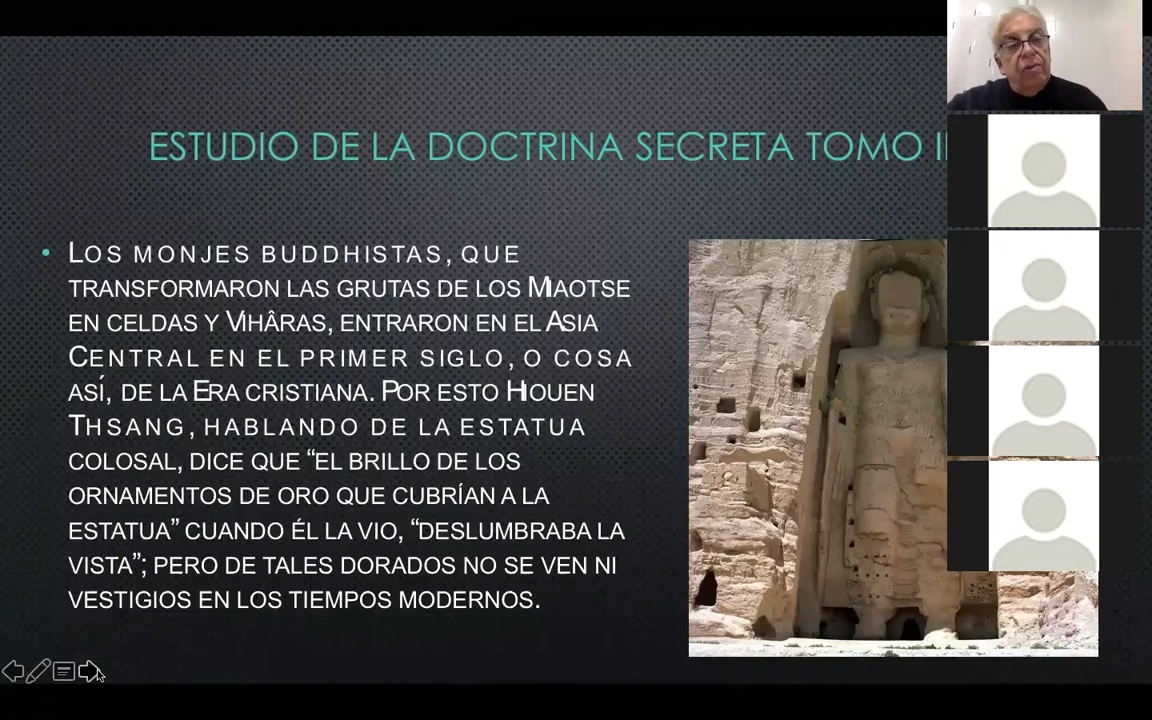 ESTUDIO DE LA DOCTRINA SECRETA TOMO
LOS MONJES BUDDHISTAS, QUE
TRANSFORMARON LAS GRUTAS DE LOS MIAOTSE
EN CELDAS Y VIHÂRAS, ENTRARON EN EL ASIA
CENTRAL EN EL PRIMER SIGLO, O COSA
ASÍ, DE LA ERA CRISTIANA. POR ESTO HIOUEN
THSANG, HABLANDO DE LA ESTATUA
COLOSAL, DICE QUE “EL BRILLO DE LOS
ORNAMENTOS DE ORO QUE CUBRÍAN A LA
ESTATUA” CUANDO ÉL LA VIO, “DESLUMBRABA LA
VISTA”; PERO DE TALES DORADOS NO SE VEN NI
VESTIGIOS EN LOS TIEMPOS MODERNOS.